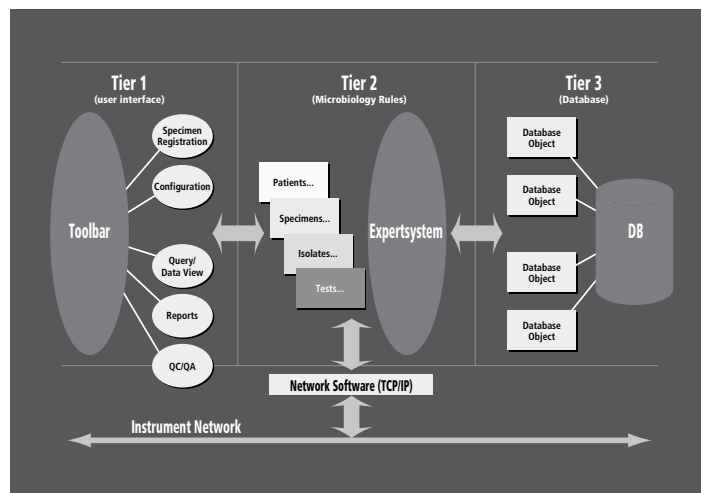 Tier 1
(user interface)
Tier 2
(Microbiology Rules)
Tier 3
(Database)
Toolbar
Specimen
Registration
Configuration
Query/
Data View
Reports
QC/QA
Patients...
Specimens...
Isolates...
Tests...
Expertsystem
Database
Object
Database
Object
Database
Object
Database
Object
DB
Network Software (TCP/IP)
Instrument Network